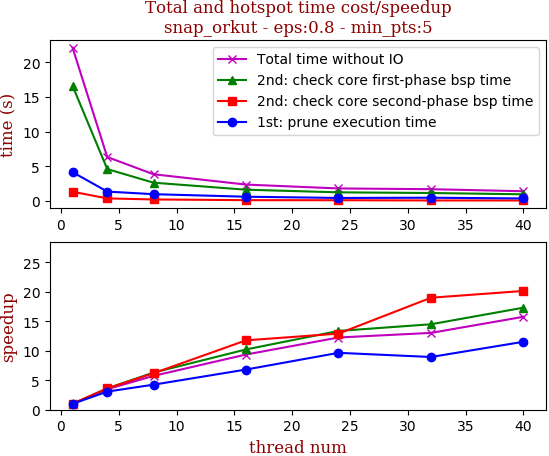 Total and hotspot time cost/speedup
snap_orkut - eps:0.8 - min_pts:5
time (s)
20
15
10
5
0
Total time without IO
2nd: check core first-phase bsp time
2nd: check core second-phase bsp time
1st: prune execution time
0 5 10 15 20 25 30 35 40
speedup
25
20
15
10
5
0
0 5 10 15 20 25 30 35 40
thread num